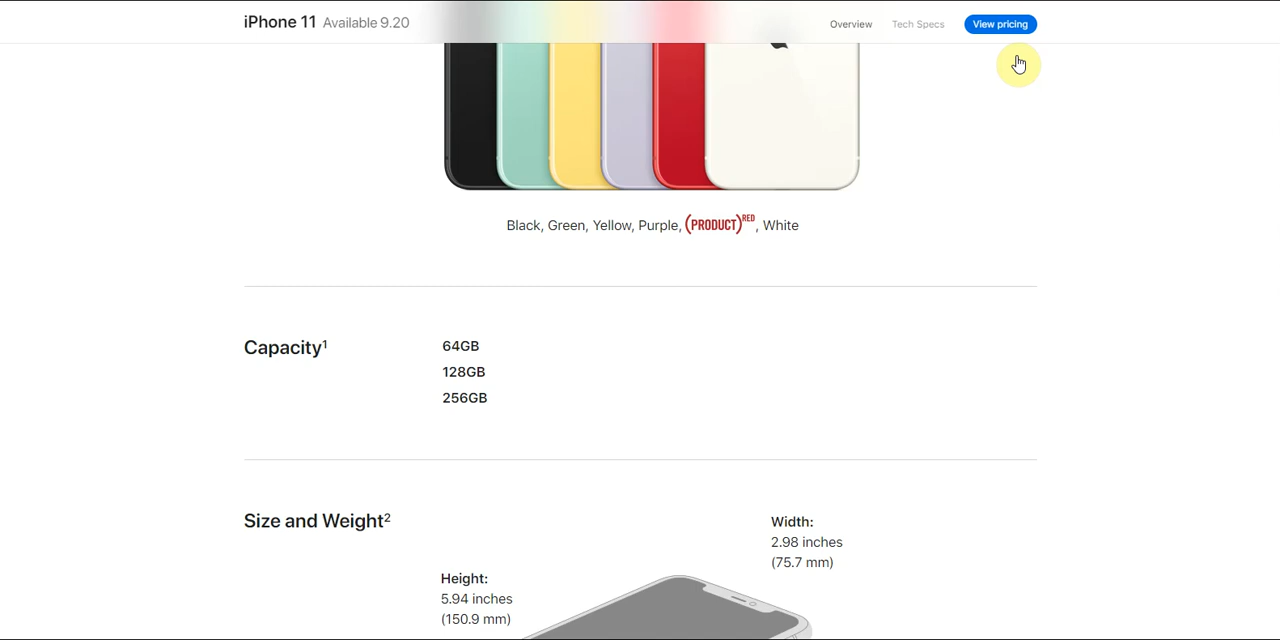 iPhone 11 Available 9.20
Overview Tech Specs View pricing
Black, Green, Yellow, Purple, (PRODUCT)RED, White
Capacity1
64GB
128GB
256GB
Size and Weight2
Width:
2.98 inches
(75.7 mm)
Height:
5.94 inches
(150.9 mm)